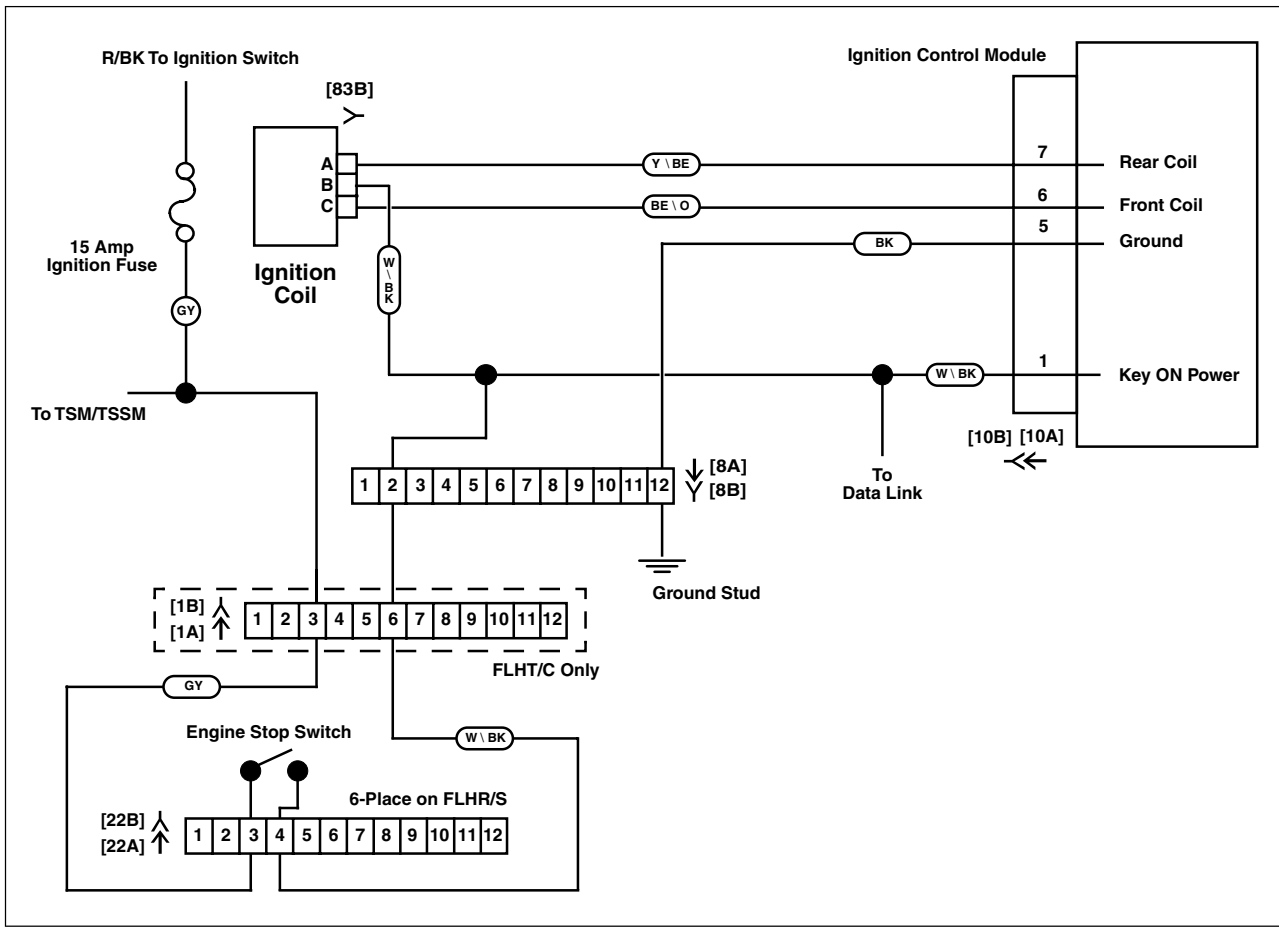 R/BK To Ignition Switch
Ignition Control Module
[83B]
A
B
C
Y \ BE
7
Rear Coil
BE \ O
6
Front Coil
5
BK
Ground
15 Amp
Ignition Fuse
Ignition
Coil
W \ BK
GY
1
W \ BK
Key ON Power
To TSM/TSSM
[10B] [10A]
To
Data Link
1 2 3 4 5 6 7 8 9 10 11 12
[8A]
[8B]
Ground Stud
[1B]
[1A]
1 2 3 4 5 6 7 8 9 10 11 12
FLHT/C Only
GY
Engine Stop Switch
W \ BK
6-Place on FLHR/S
[22B]
[22A]
1 2 3 4 5 6 7 8 9 10 11 12